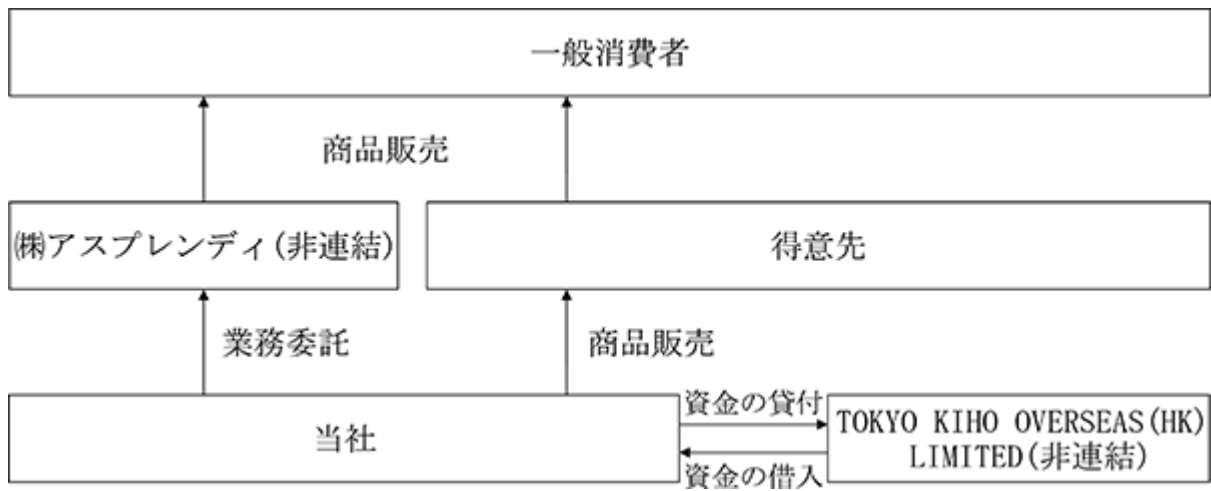 一般消費者
商品販売
㈱アスプレンディ(非連結)
得意先
業務委託
商品販売
当社
資金の貸付
資金の借入
TOKYO KIHO OVERSEAS(HK)
LIMITED(非連結)